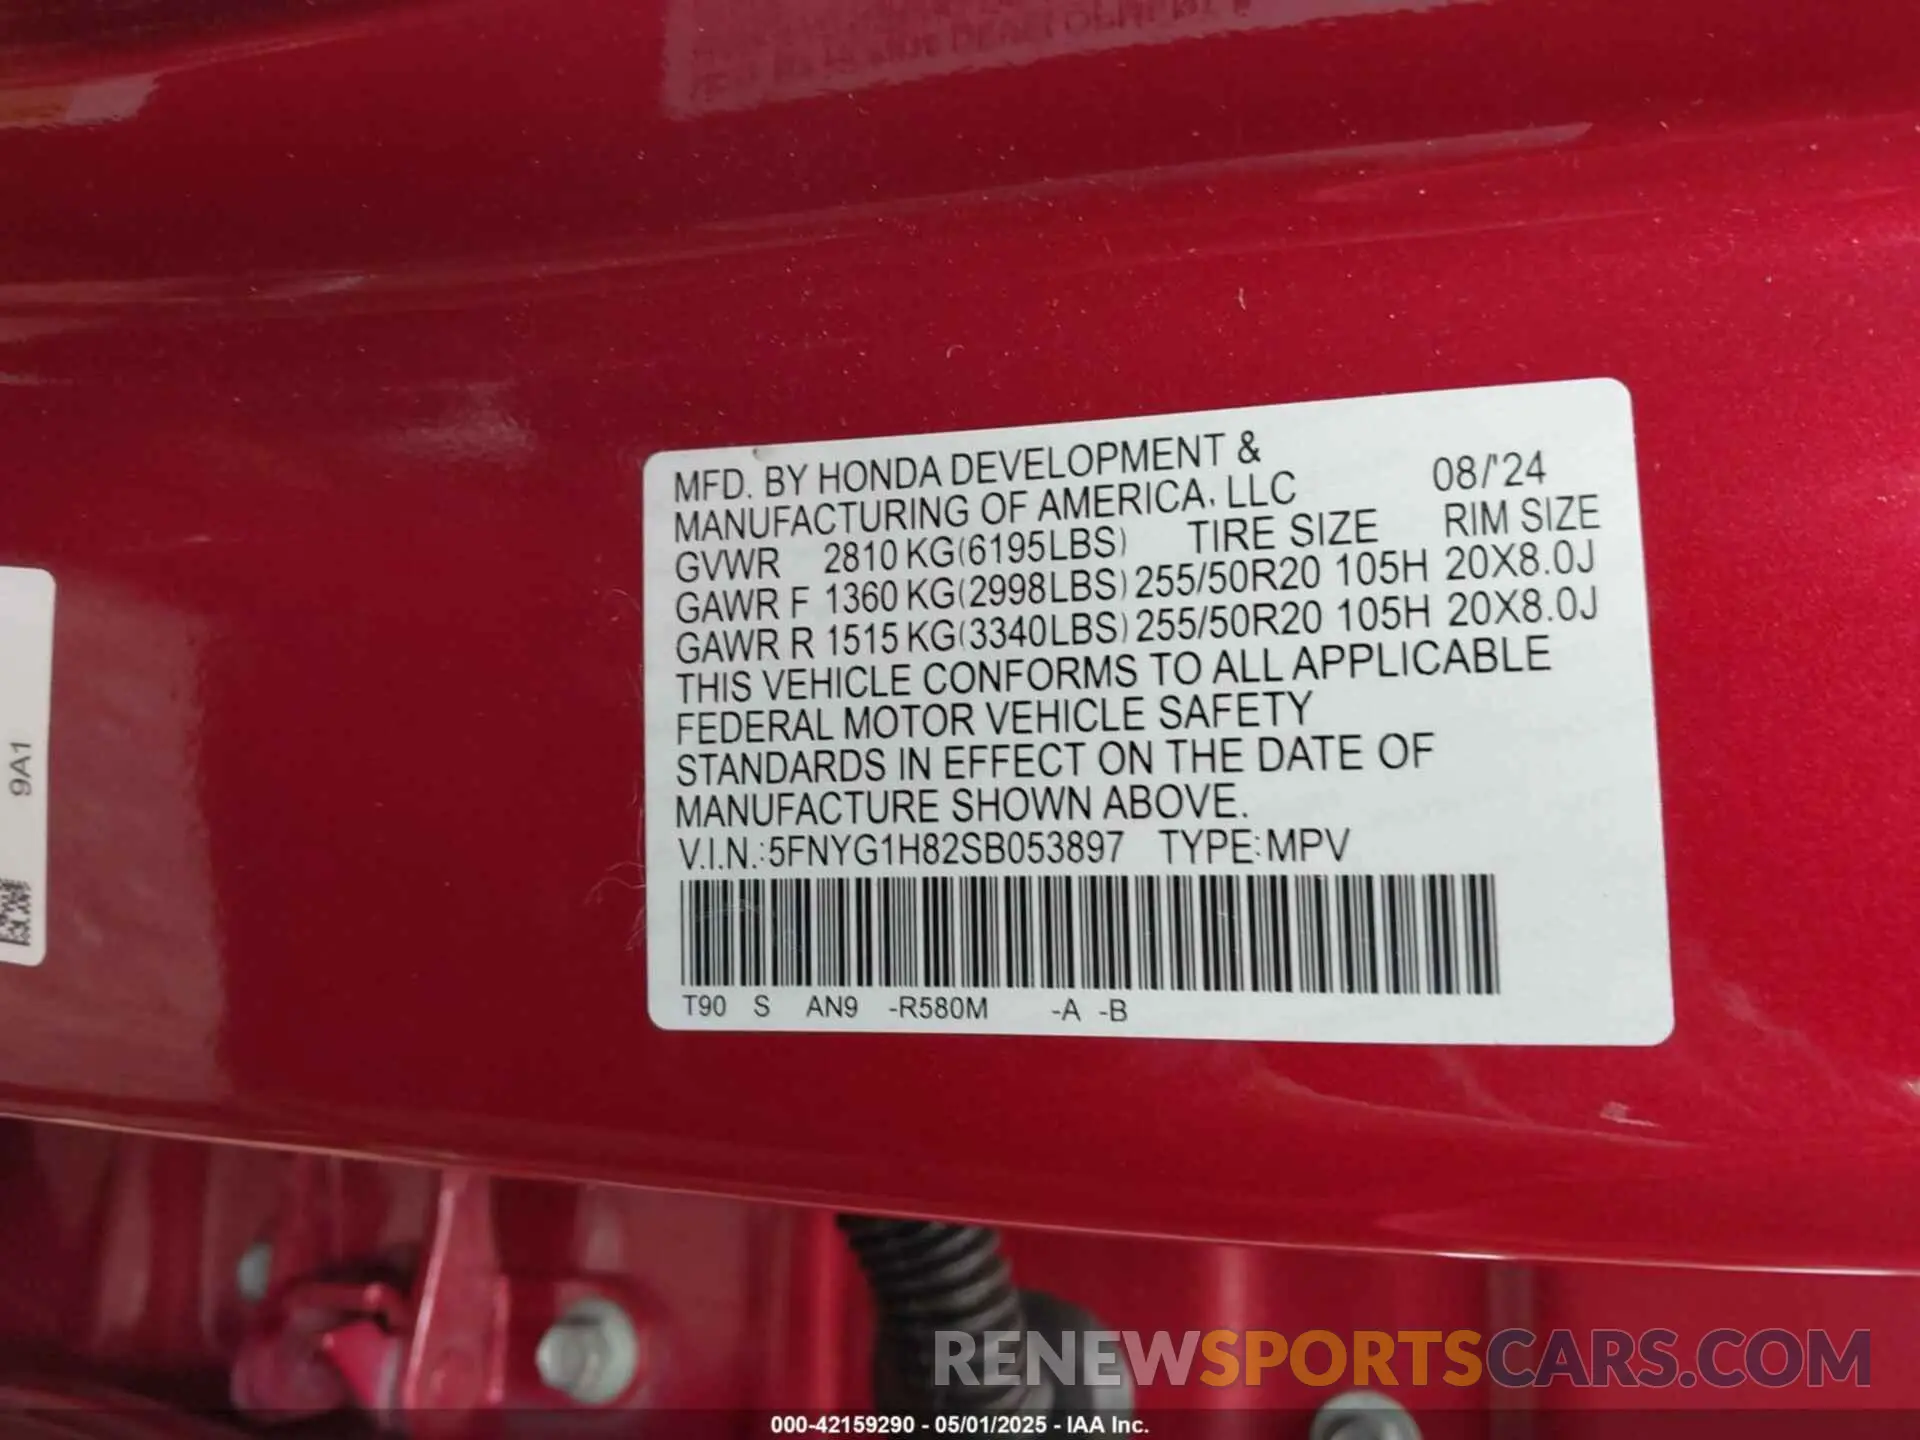 MFD. BY HONDA DEVELOPMENT &
MANUFACTURING OF AMERICA, LLC 08/'24
GVWR 2810 KG(6195LBS) TIRE SIZE RIM SIZE
GAWR F 1360 KG(2998LBS) 255/50R20 105H 20X8.0J
GAWR R 1515 KG(3340LBS) 255/50R20 105H 20X8.0J
THIS VEHICLE CONFORMS TO ALL APPLICABLE
FEDERAL MOTOR VEHICLE SAFETY
STANDARDS IN EFFECT ON THE DATE OF
MANUFACTURE SHOWN ABOVE.
V.I.N.:5FNYG1H82SB053897 TYPE:MPV
T90 S AN9 -R580M -A -B
9A1
RENEWSPORTSCARS.COM
000-42159290 - 05/01/2025 - IAA Inc.